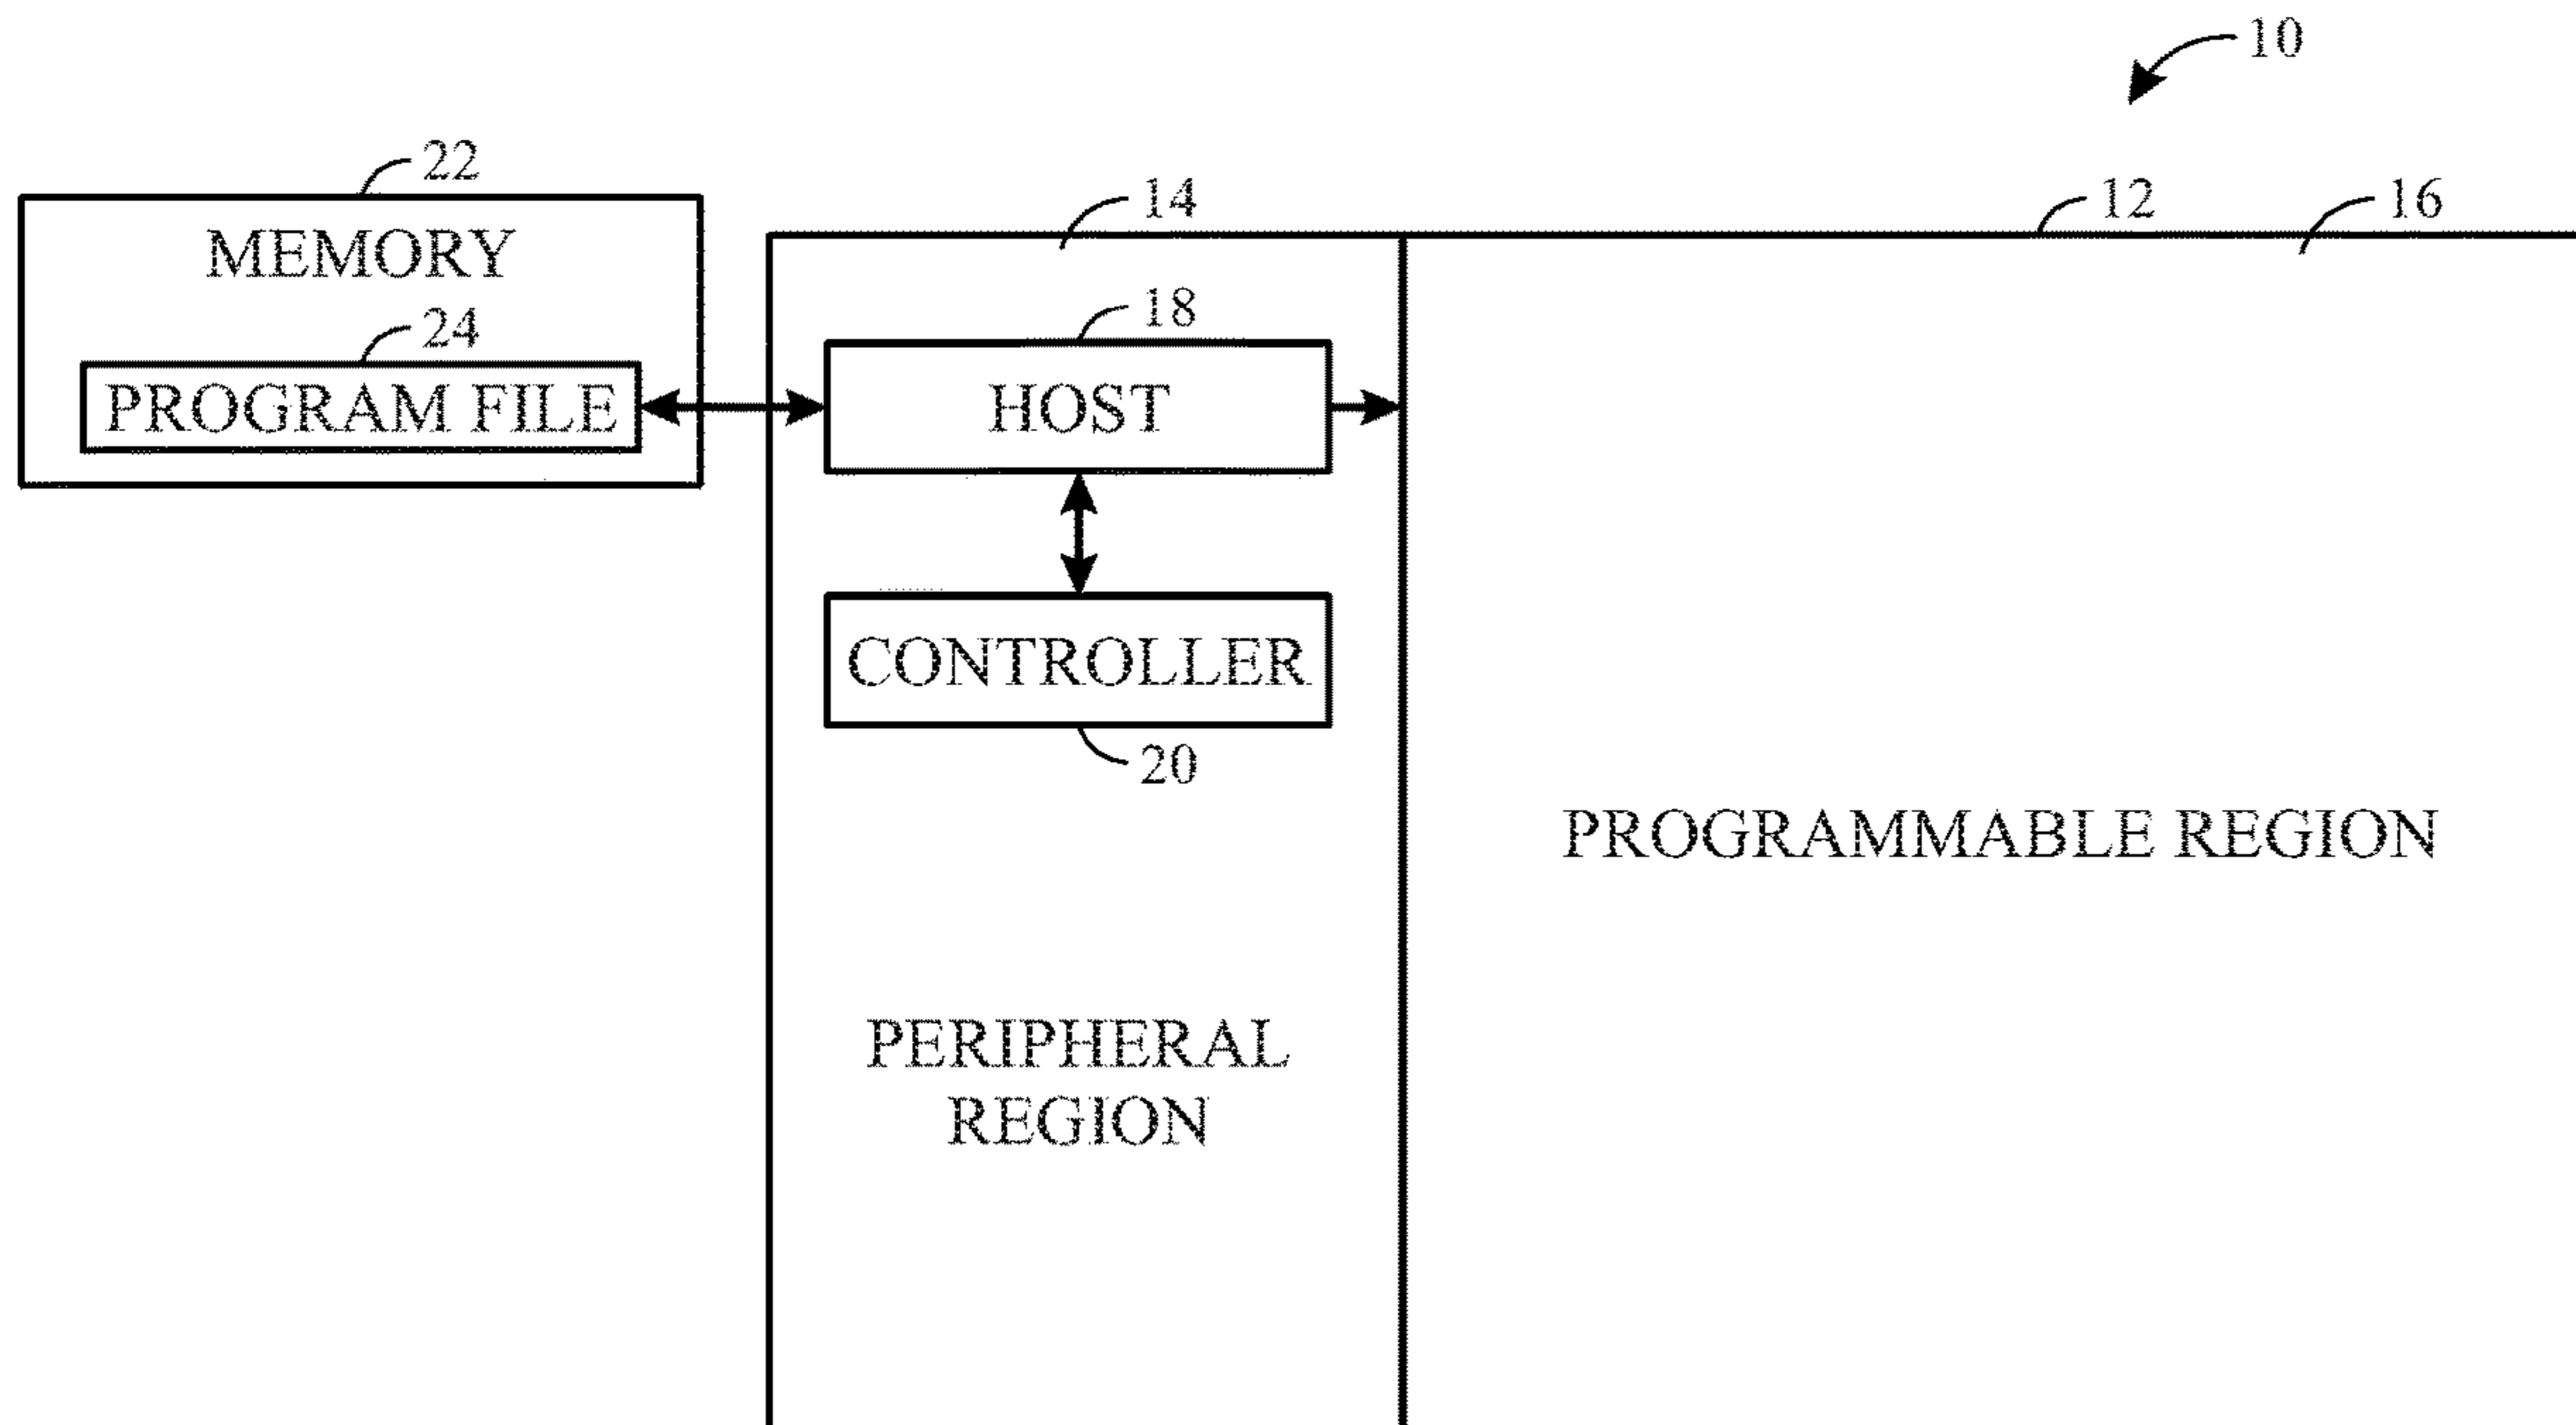 10
22
14
12
16
MEMORY
18
24
PROGRAM FILE
HOST
CONTROLLER
20
PROGRAMMABLE REGION
PERIPHERAL
REGION